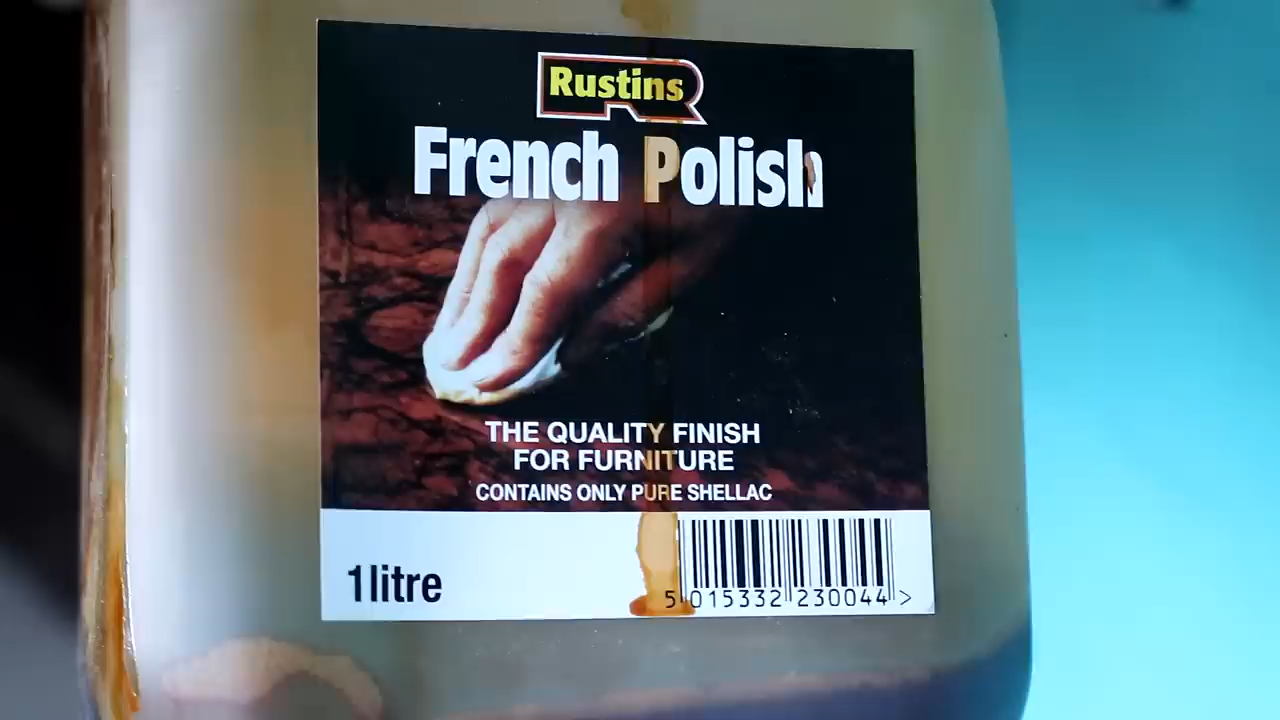 Rustins
French Polish
THE QUALITY FINISH
FOR FURNITURE
CONTAINS ONLY PURE SHELLAC
1litre
5 015332 230044 >